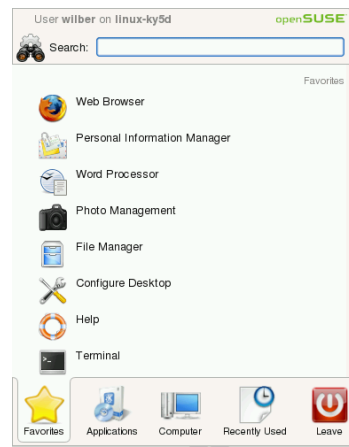 User wilber on linux-ky5d
openSUSE
Search:
Favorites
Web Browser
Personal Information Manager
Word Processor
Photo Management
File Manager
Configure Desktop
Help
Terminal
Favorites Applications Computer Recently Used Leave